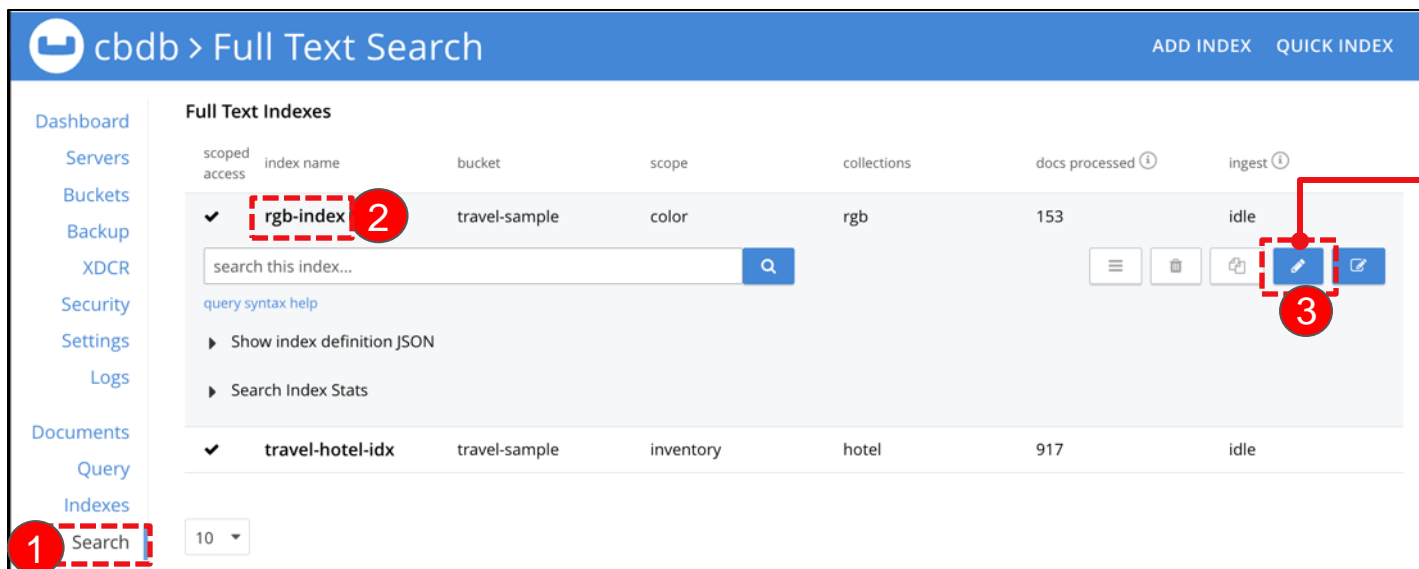 cbdb > Full Text Search
ADD INDEX QUICK INDEX
Dashboard
Servers
Buckets
Backup
XDCR
Security
Settings
Logs
Documents
Query
Indexes
1 Search
Full Text Indexes
scoped access index name bucket scope collections docs processed ingest
rgb-index 2 travel-sample color rgb 153 idle
search this index...
3
query syntax help
Show index definition JSON
Search Index Stats
travel-hotel-idx travel-sample inventory hotel 917 idle
10